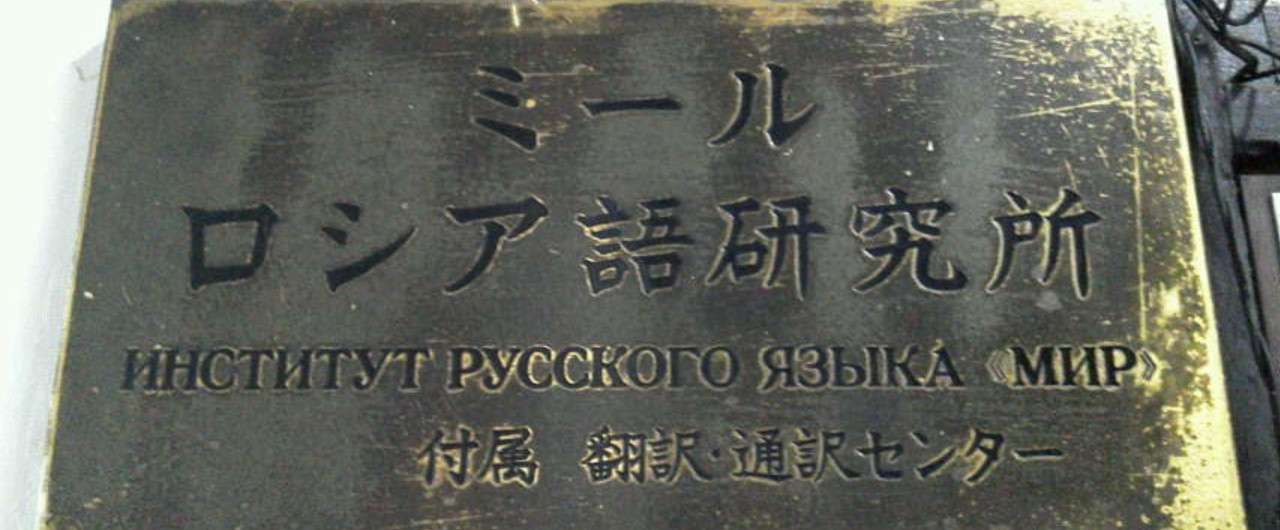 ミール
ロシア語研究所
ИНСТИТУТ РУССКОГО ЯЗЫКА «МИР»
付属 翻訳・通訳センター